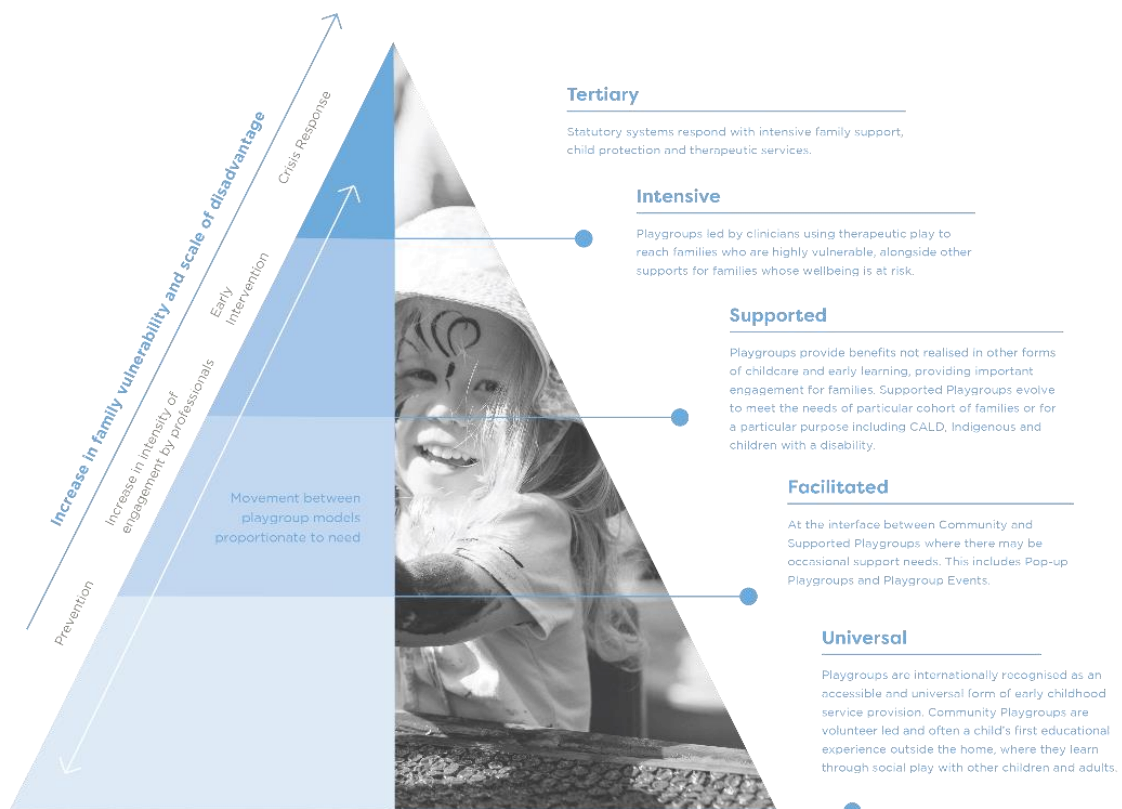 Increase in family vulnerability and scale of disadvantage
Crisis Response
Early
Intervention
Increase in intensity of
engagement by professionals
Prevention
Movement between
playgroup models
proportionate to need
Tertiary
Statutory systems respond with intensive family support,
child protection and therapeutic services.
Intensive
Playgroups led by clinicians using therapeutic play to
reach families who are highly vulnerable, alongside other
supports for families whose wellbeing is at risk.
Supported
Playgroups provide benefits not realised in other forms
of childcare and early learning, providing important
engagement for families. Supported Playgroups evolve
to meet the needs of particular cohort of families or for
a particular purpose including CALD, Indigenous and
children with a disability.
Facilitated
At the interface between Community and
Supported Playgroups where there may be
occasional support needs. This includes Pop-up
Playgroups and Playgroup Events.
Universal
Playgroups are internationally recognised as an
accessible and universal form of early childhood
service provision. Community Playgroups are
volunteer led and often a child's first educational
experience outside the home, where they learn
through social play with other children and adults.